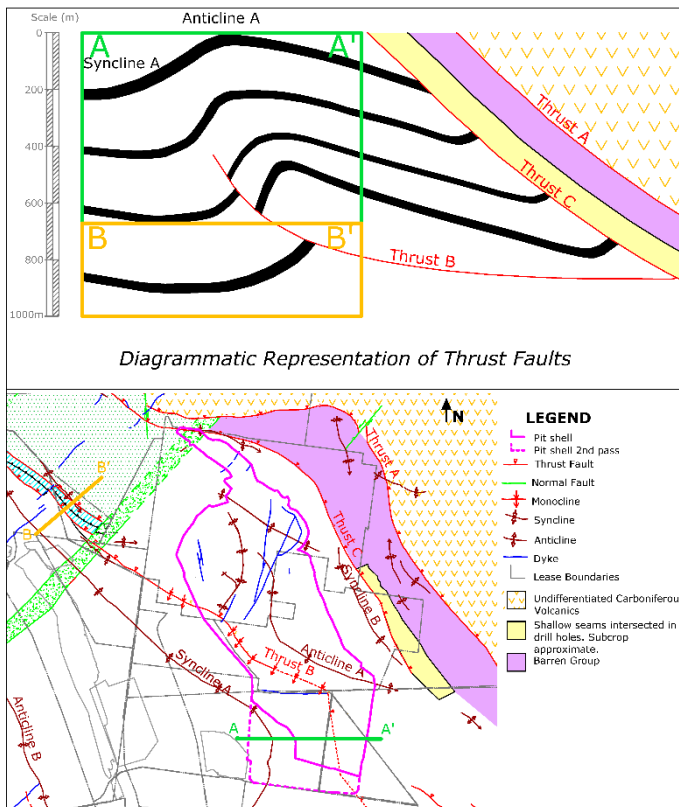 Scale (m)
Anticline A
0
A
A'
Syncline A
200
400
600
800
1000m
B
B'
Thrust A
Thrust C
Thrust B
Diagrammatic Representation of Thrust Faults
N
LEGEND
Pit shell
Pit shell 2nd pass
Thrust Fault
Normal Fault
Monocline
Syncline
Anticline
Dyke
Lease Boundaries
Undifferentiated Carboniferou
Volcanics
Shallow seams intersected in
drill holes. Subcrop
approximate.
Barren Group
Thrust A
B'
B
Thust C
Syncline B
Thrust B
Anticline A
Syncline A
Anticline B
A
A'